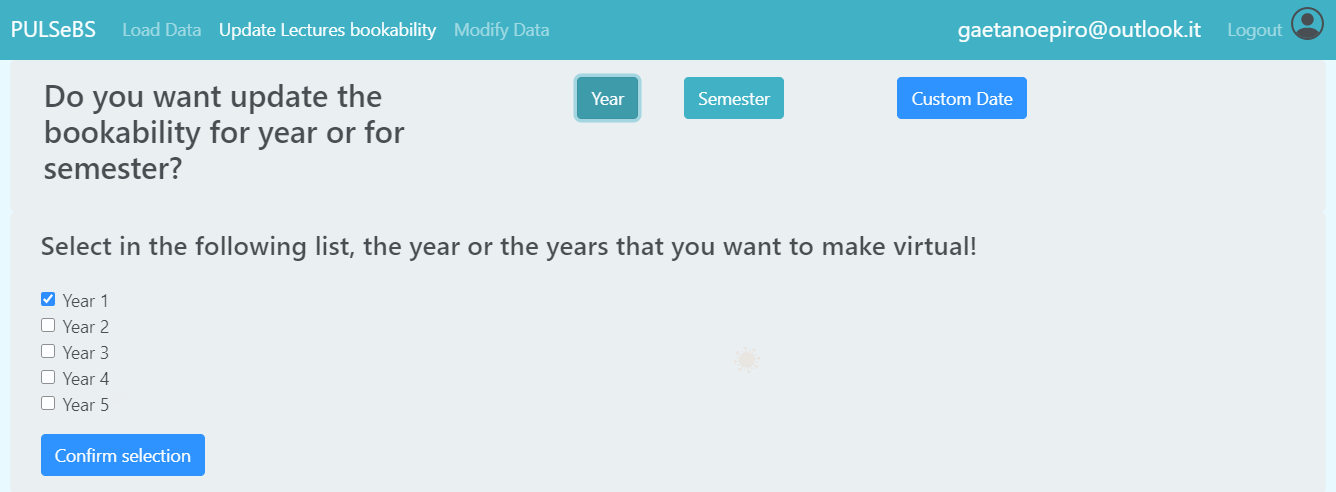 PULSeBS Load Data Update Lectures bookability Modify Data gaetanoepiro@outlook.it Logout
Do you want update the
bookability for year or for
semester?
Year Semester Custom Date
Select in the following list, the year or the years that you want to make virtual!
Year 1
Year 2
Year 3
Year 4
Year 5
Confirm selection